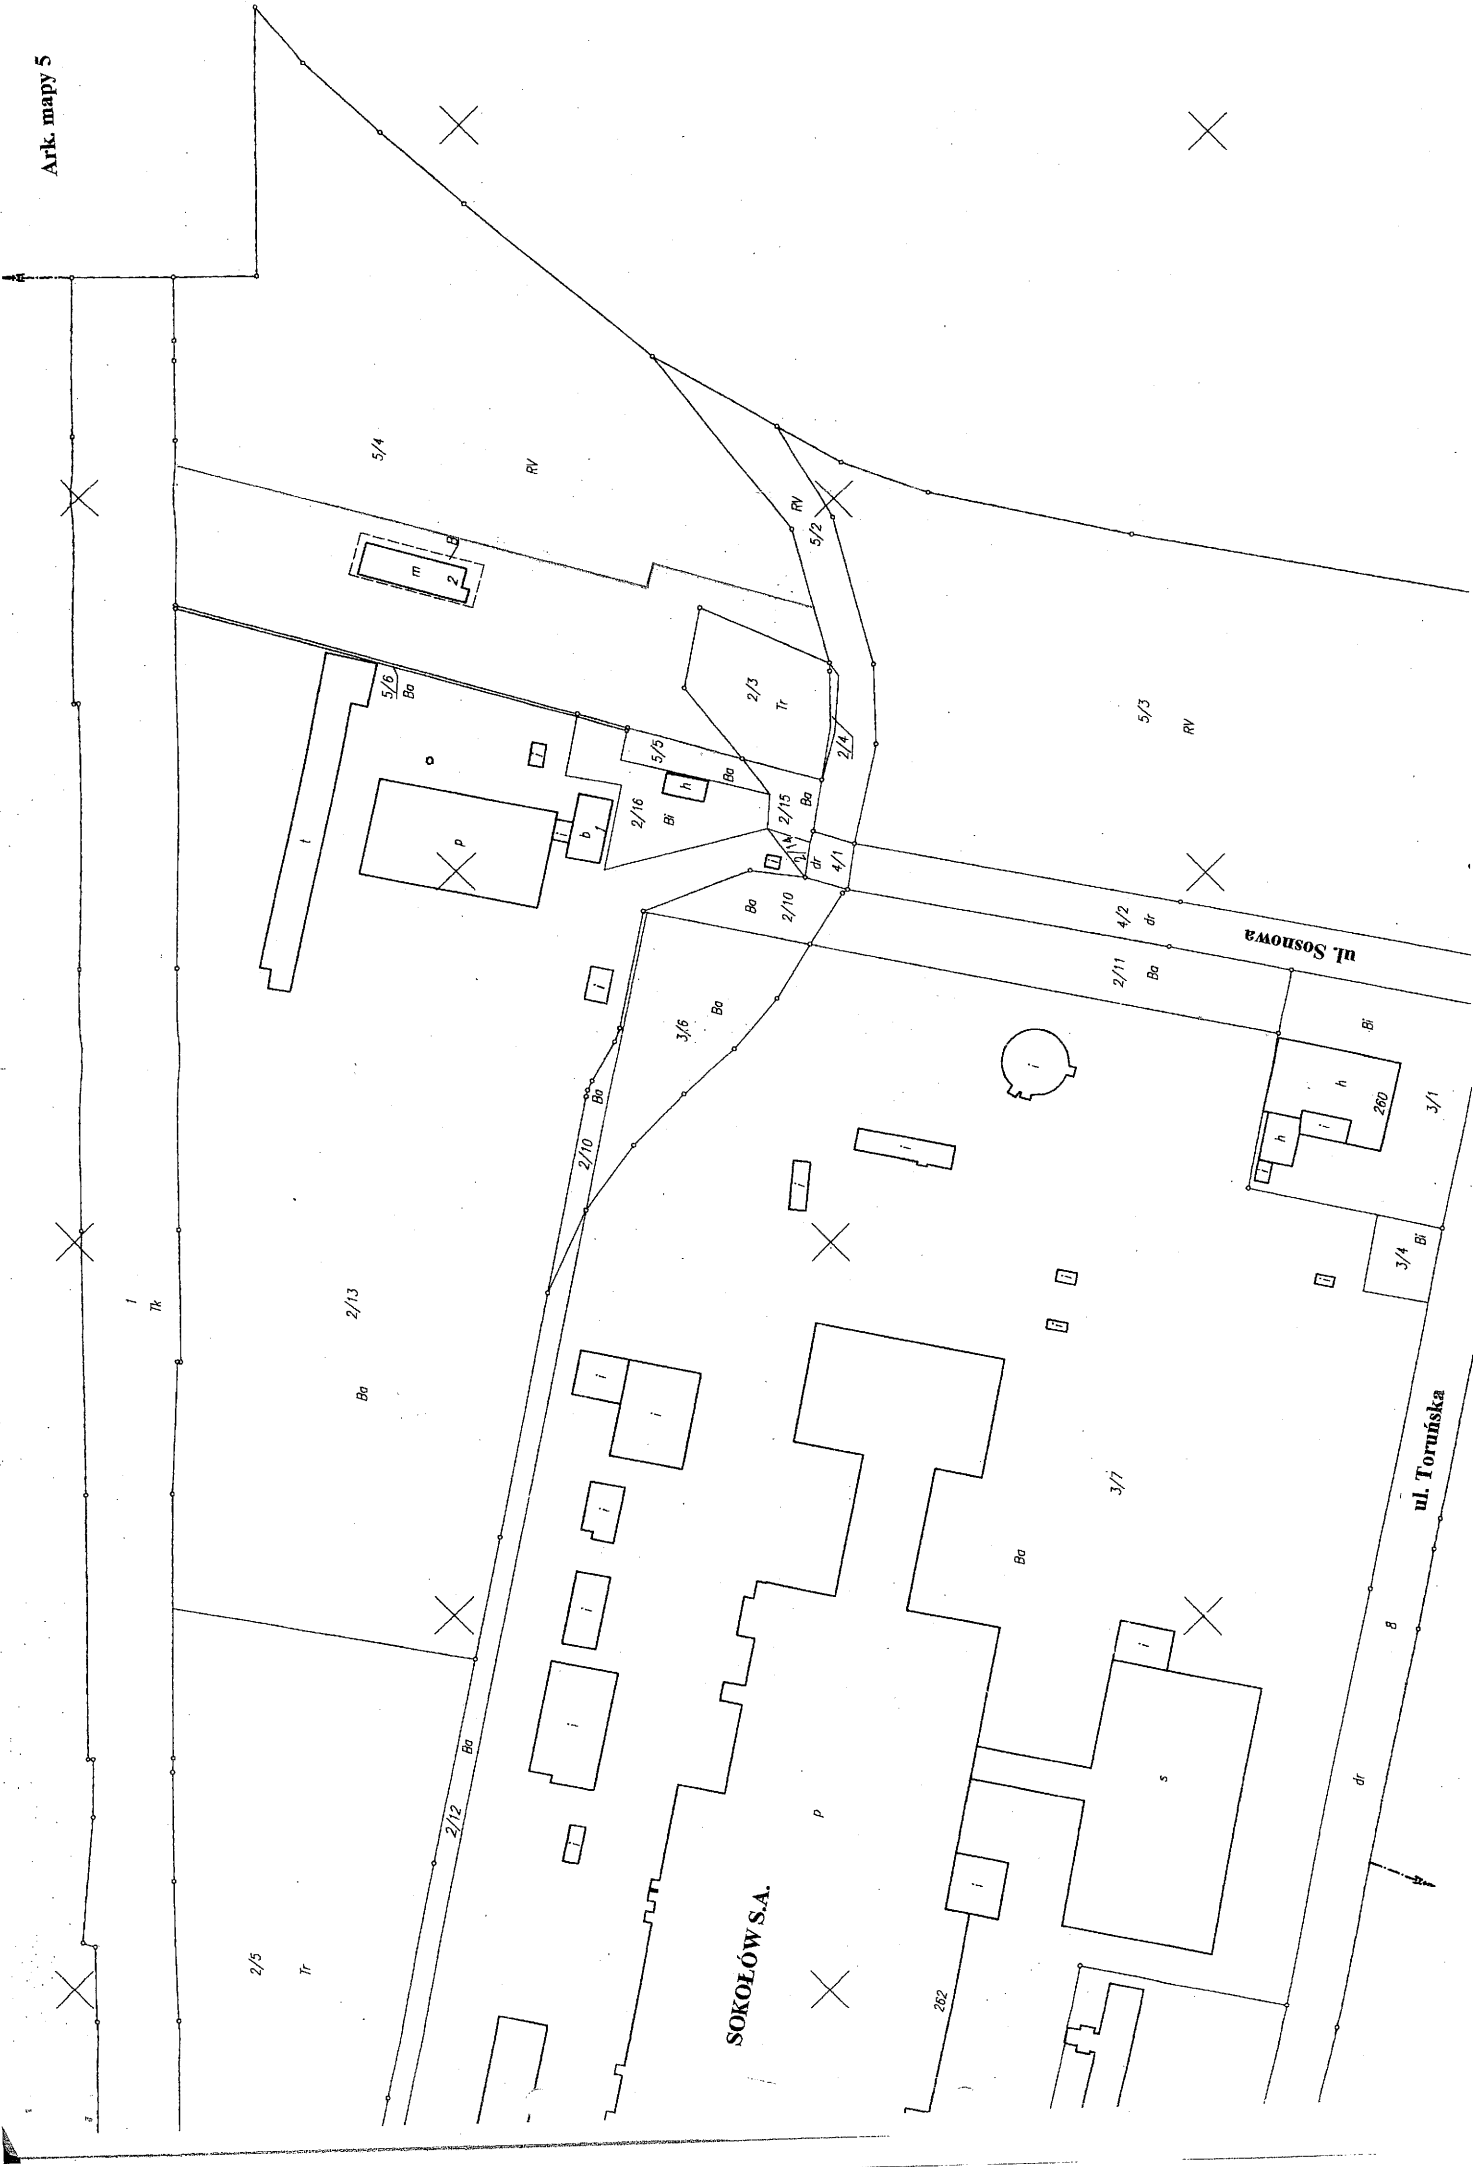 Ark. mapy 5
5/4
RV
RV
5/2
B
m
2
5/6
Ba
2/3
Tr
2/4
5/3
RV
t
i
5/5
Ba
h
2/16
Bi
2/15
Ba
p
i
b
1
i
dr
4/1
Ba
2/10
4/2
dr
ul. Sosnowa
2/11
Ba
i
3/6
Ba
i
Bi
h
260
3/1
h
i
i
Ba
2/10
i
i
1
Tk
2/13
Ba
i
i
i
3/4
Bi
i
i
i
3/7
Ba
ul. Toruńska
i
i
i
8
dr
i
s
Ba
2/12
i
p
i
2/5
Tr
SOKOŁÓW S.A.
262